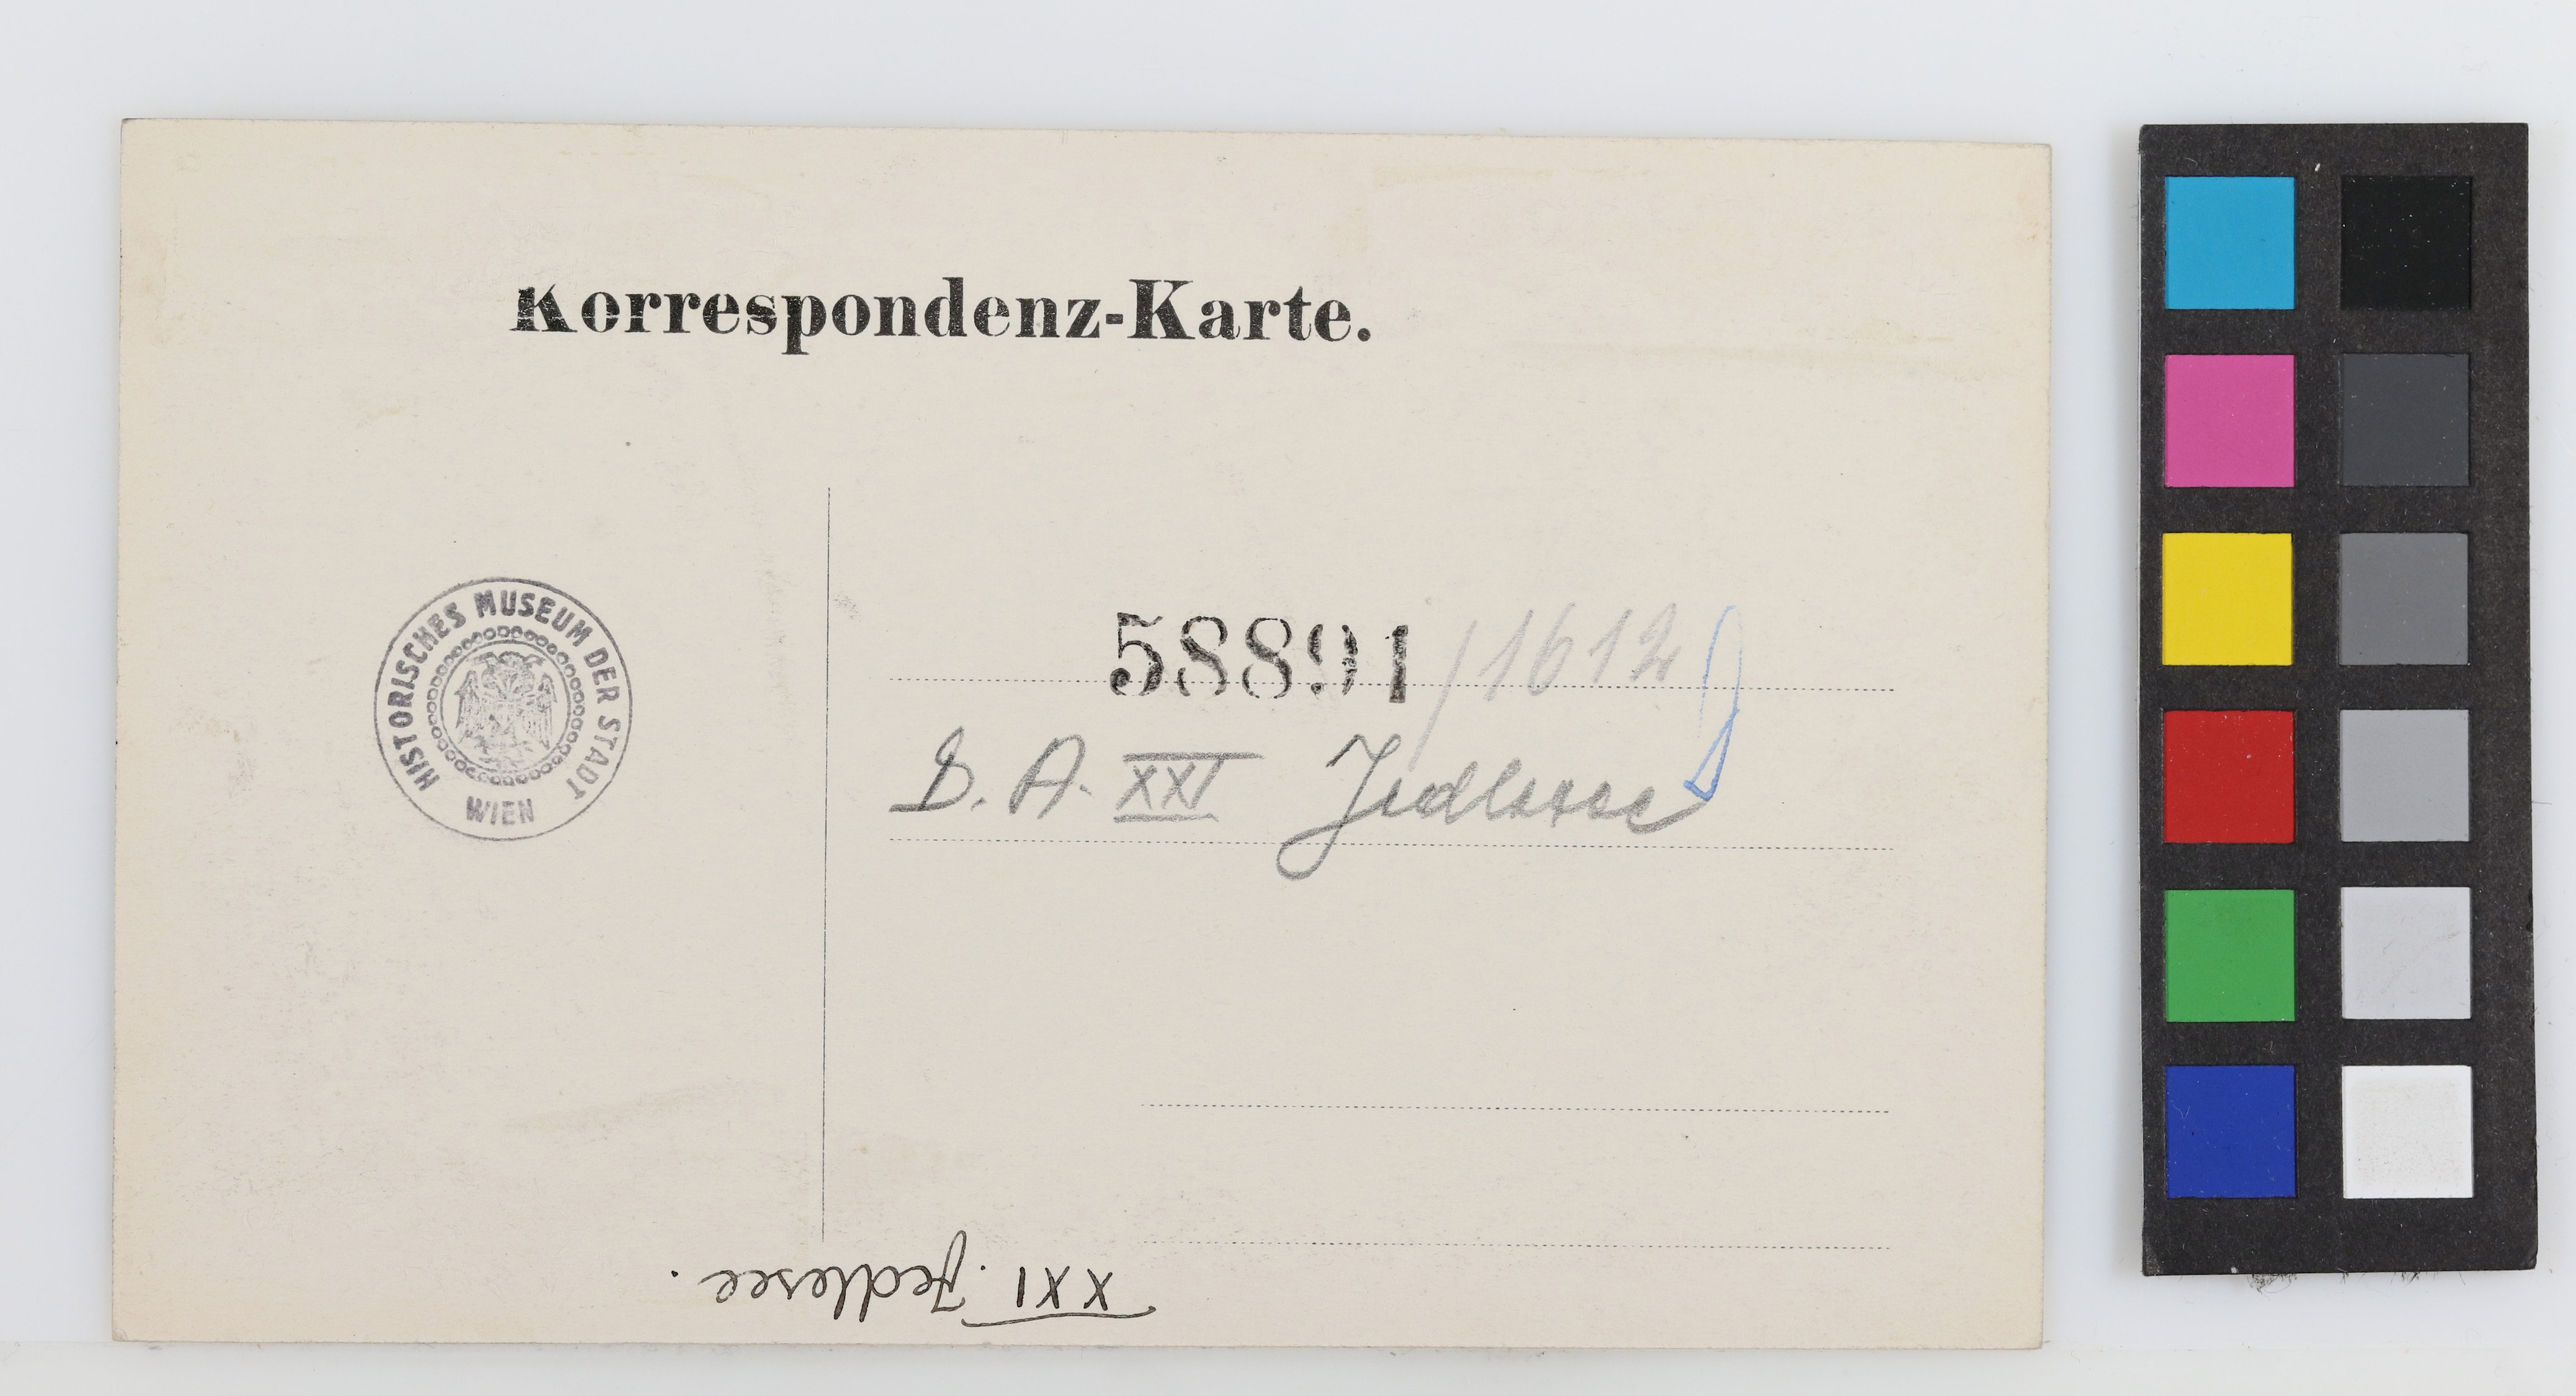 Korrespondenz-Karte.
HISTORISCHES MUSEUM DER STADT
WIEN
58891 / 1612
D. A. XXI Jedlesee
XXI. Jedlesee.